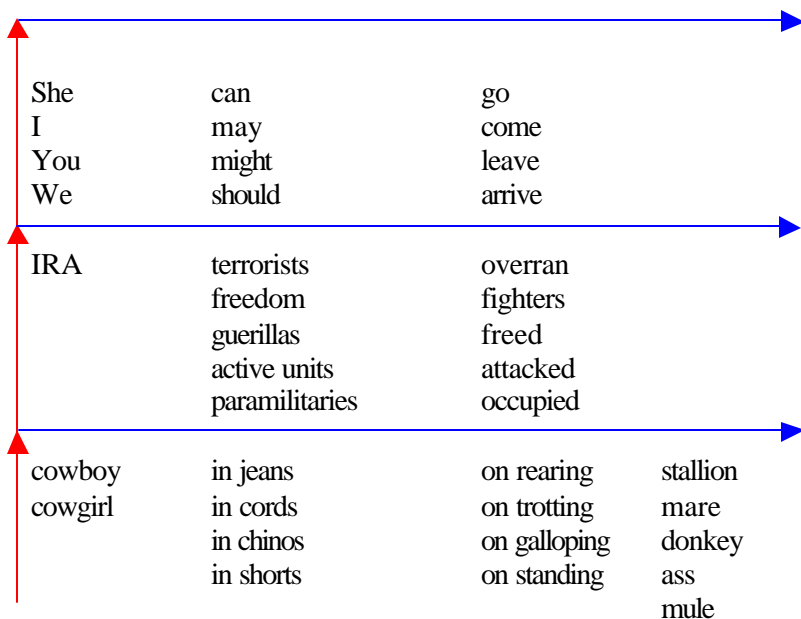 She can go
I may come
You might leave
We should arrive
IRA terrorists overran
freedom fighters
guerillas freed
active units attacked
paramilitaries occupied
cowboy in jeans on rearing stallion
cowgirl in cords on trotting mare
in chinos on galloping donkey
in shorts on standing ass
mule